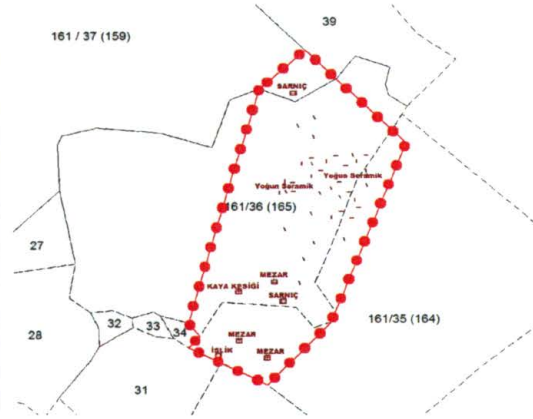 39
161 / 37 (159)
SARNIÇ
Yoğun Seramik
Yoğun Seramik
161/36 (165)
27
MEZAR
KAYA KESİĞİ
SARNIÇ
161/35 (164)
32
33
34
28
MEZAR
İŞLİK
MEZAR
31